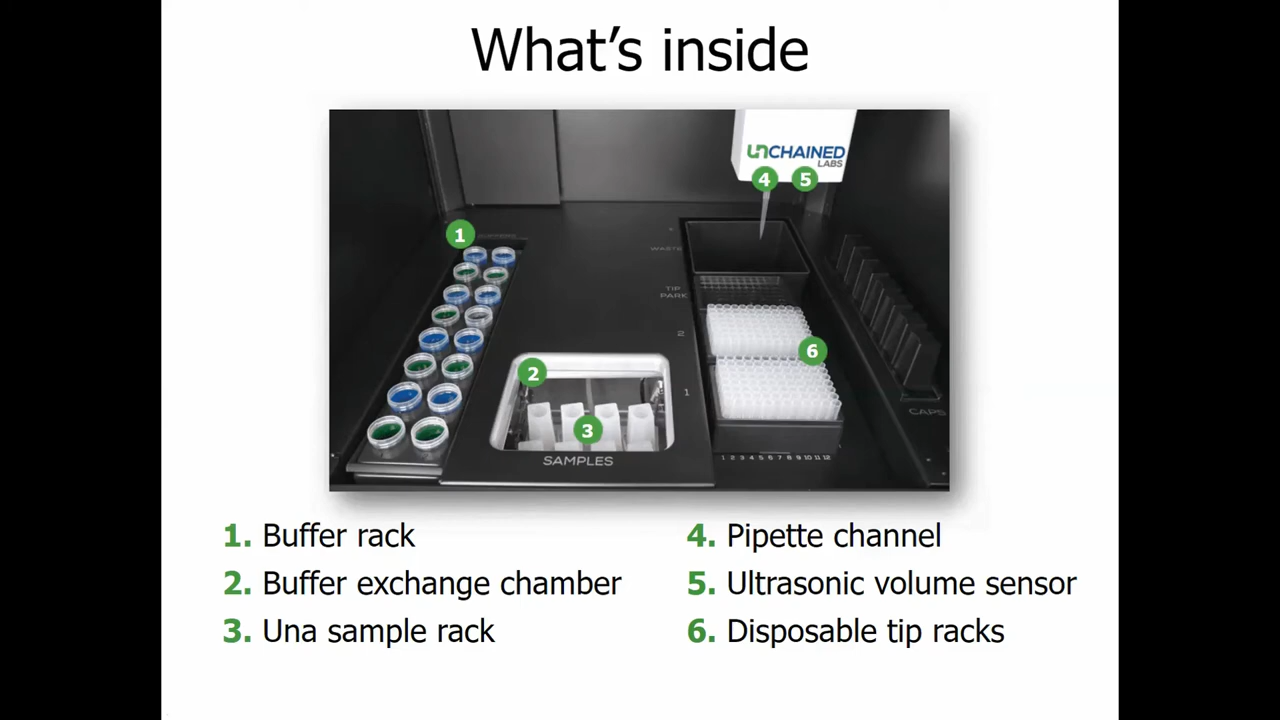 What's inside
UNCHAINED
LABS
4 5
1
WASTE
TIP
PARK
2
6
2
1
3
CAPS
SAMPLES
1 2 3 4 5 6 7 8 9 10 11 12
1. Buffer rack
2. Buffer exchange chamber
3. Una sample rack
4. Pipette channel
5. Ultrasonic volume sensor
6. Disposable tip racks